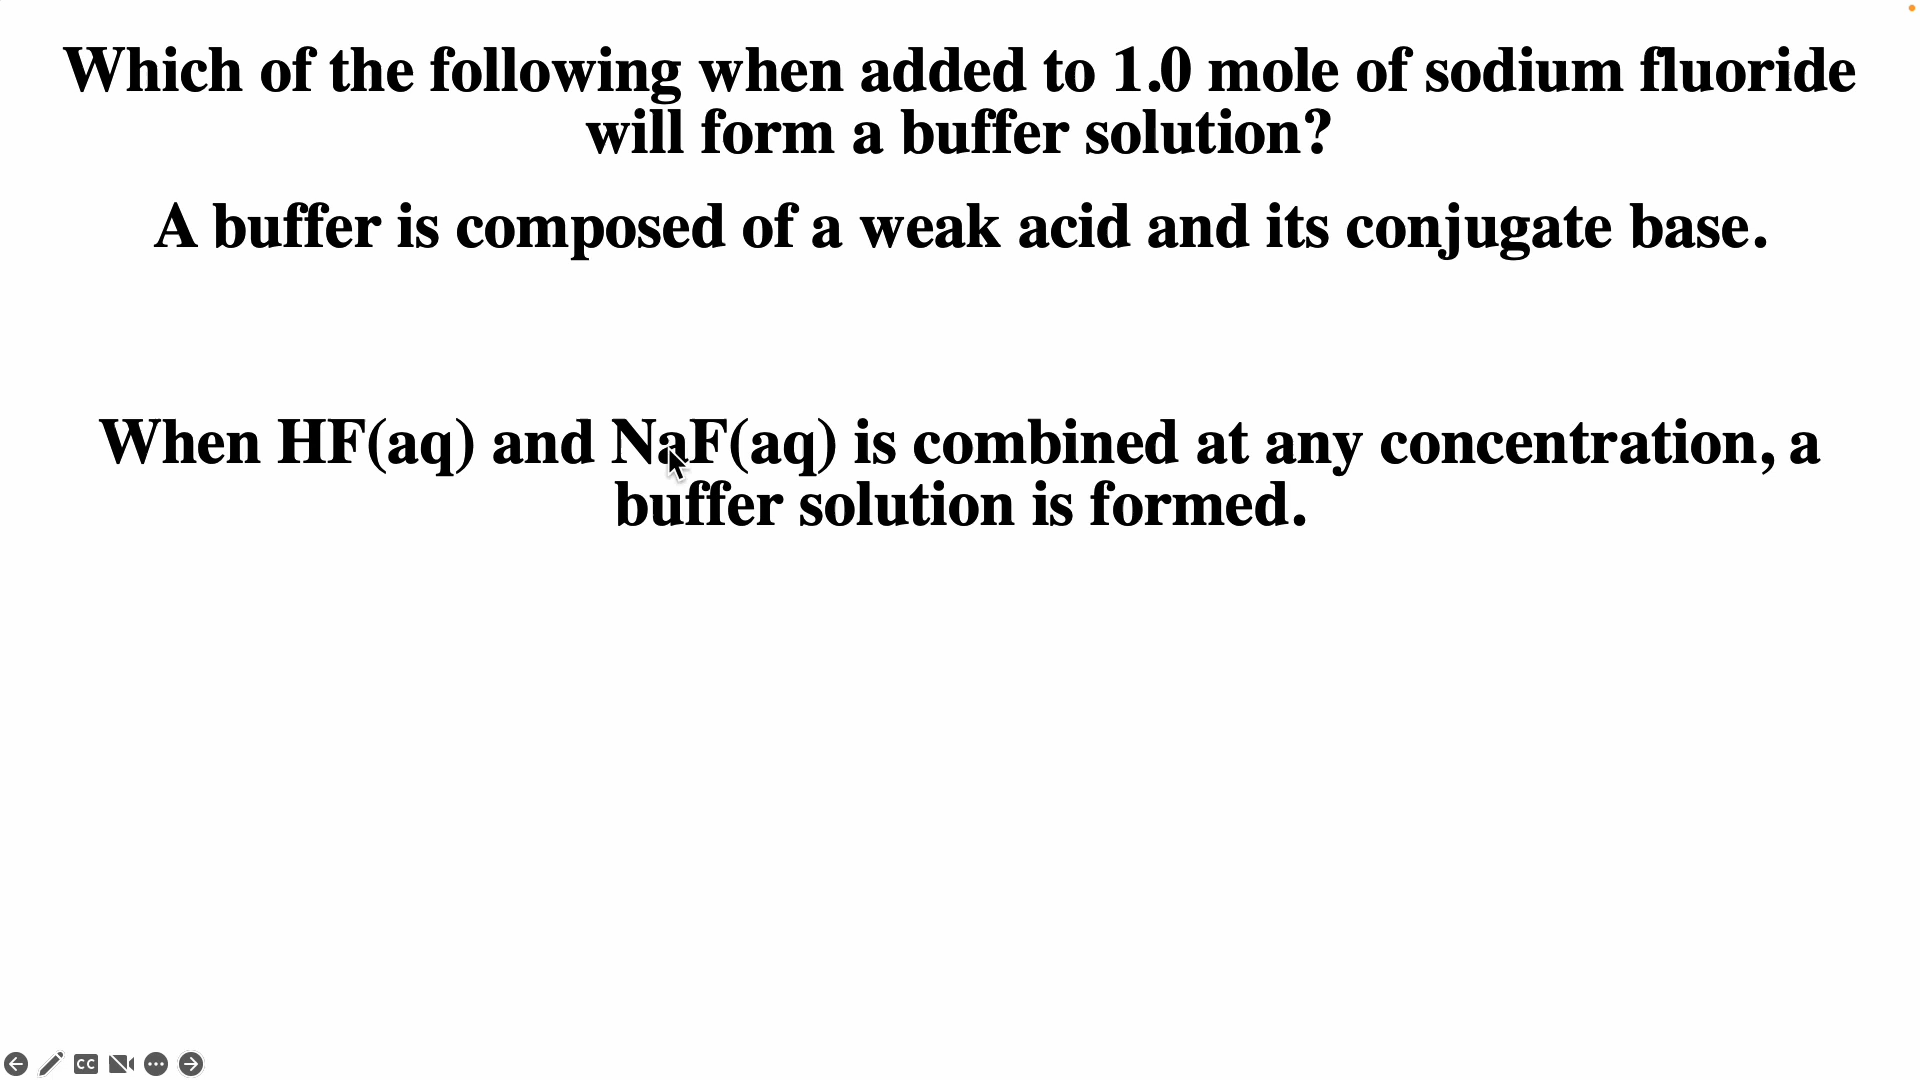 Which of the following when added to 1.0 mole of sodium fluoride
will form a buffer solution?
A buffer is composed of a weak acid and its conjugate base.
When HF(aq) and NaF(aq) is combined at any concentration, a
buffer solution is formed.
CC